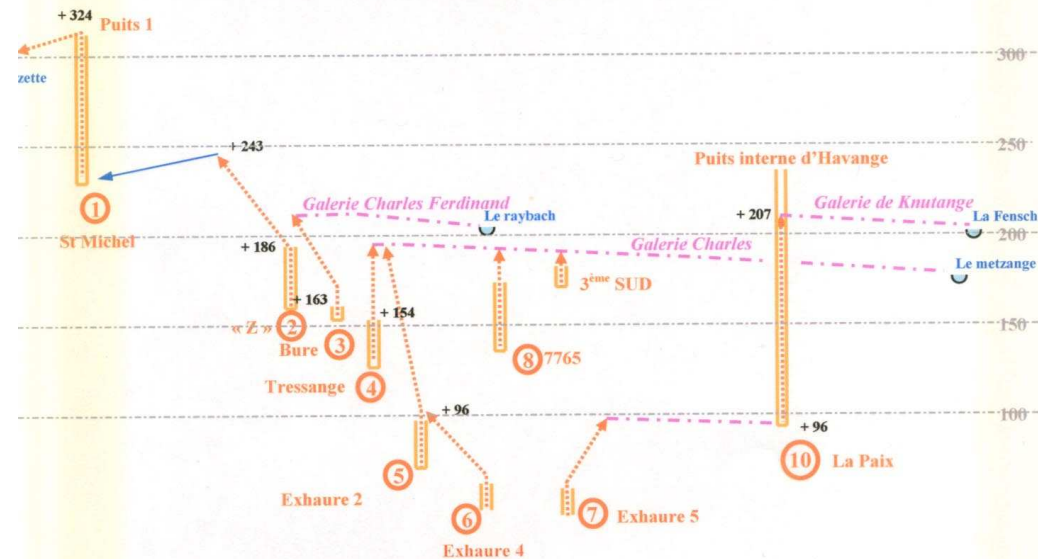 + 324
Puits 1
300
zette
+ 243
250
Puits interne d'Havange
1
Galerie Charles Ferdinand
Le raybach
+ 207
Galerie de Knutange
La Fensch
St Michel
+ 186
Galerie Charles
200
Le metzange
3ème SUD
+ 163
+ 154
« Z »
2
150
Bure
3
8
7765
Tressange
4
+ 96
100
+ 96
5
10
La Paix
Exhaure 2
6
7
Exhaure 5
Exhaure 4